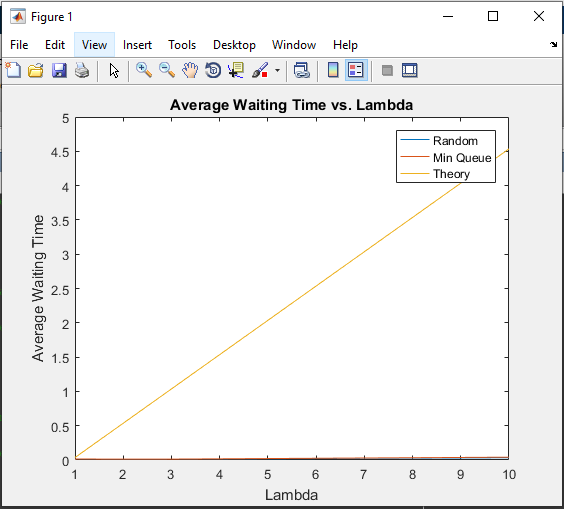 Figure 1
File Edit View Insert Tools Desktop Window Help
Average Waiting Time vs. Lambda
Random
Min Queue
Theory
5
4.5
4
3.5
3
2.5
2
1.5
1
0.5
0
Average Waiting Time
1 2 3 4 5 6 7 8 9 10
Lambda